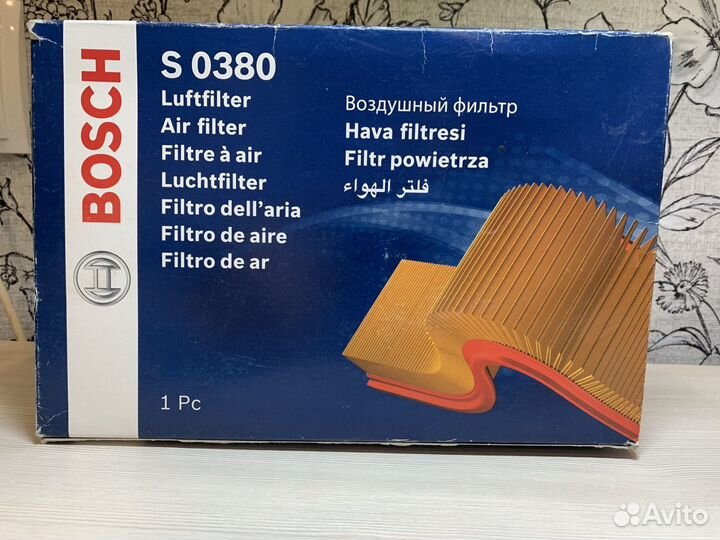 BOSCH
S 0380
Luftfilter
Air filter
Filtre à air
Luchtfilter
Filtro dell'aria
Filtro de aire
Filtro de ar
Воздушный фильтр
Hava filtresi
Filtr powietrza
فلتر الهواء
1 Pc
Avito